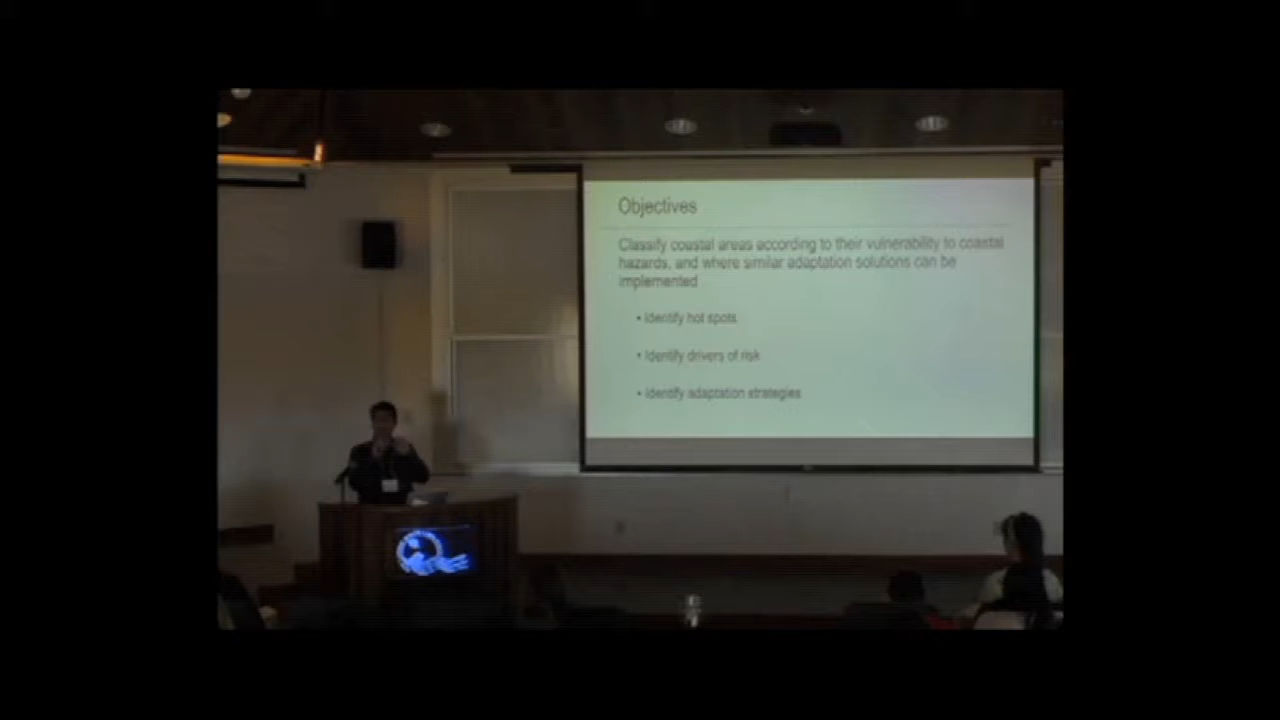 Objectives
Classify coastal areas according to their vulnerability to coastal
hazards, and where similar adaptation solutions can be
implemented
• Identify hot spots
• Identify drivers of risk
• Identify adaptation strategies